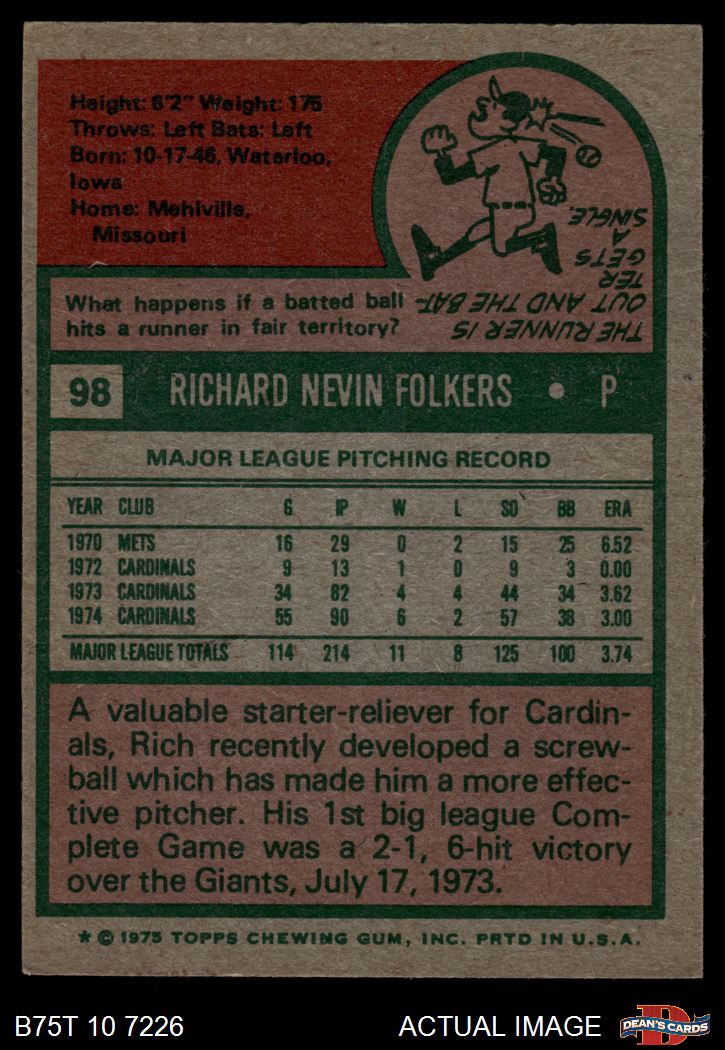 Height: 6'2" Weight: 175
Throws: Left Bats: Left
Born: 10-17-46, Waterloo,
Iowa
Home: Mehlville,
Missouri
What happens if a batted ball
hits a runner in fair territory?
THE RUNNER IS
OUT AND THE BAT-
TER
GETS
A
SINGLE.
98 RICHARD NEVIN FOLKERS • P
MAJOR LEAGUE PITCHING RECORD
YEAR CLUB G IP W L SO BB ERA
1970 METS 16 29 0 2 15 25 6.52
1972 CARDINALS 9 13 1 0 9 3 0.00
1973 CARDINALS 34 82 4 4 44 34 3.62
1974 CARDINALS 55 90 6 2 57 38 3.00
MAJOR LEAGUE TOTALS 114 214 11 8 125 100 3.74
A valuable starter-reliever for Cardin-
als, Rich recently developed a screw-
ball which has made him a more effec-
tive pitcher. His 1st big league Com-
plete Game was a 2-1, 6-hit victory
over the Giants, July 17, 1973.
* © 1975 TOPPS CHEWING GUM, INC. PRTD IN U.S.A.
B75T 10 7226 ACTUAL IMAGE D DEAN'S CARDS